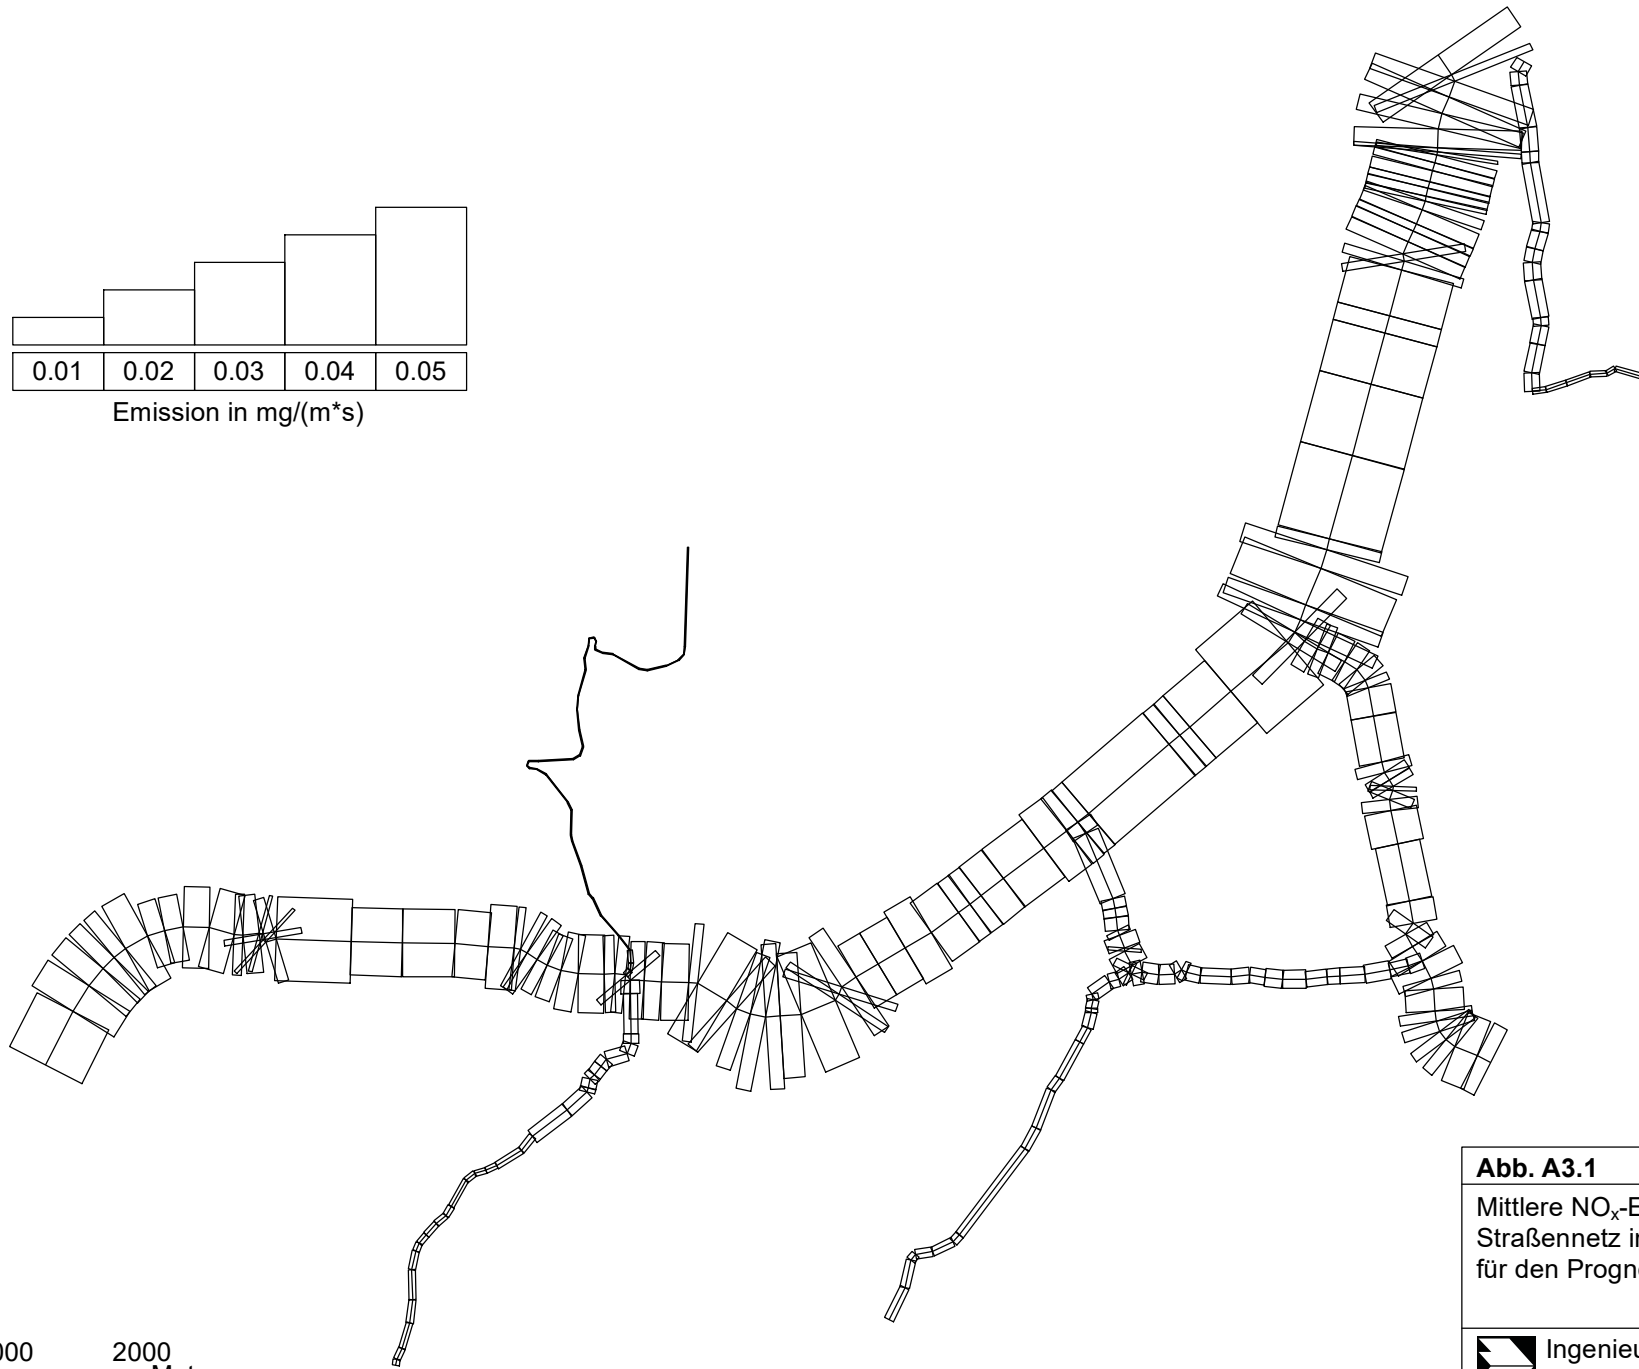 0.01 0.02 0.03 0.04 0.05
Emission in mg/(m*s)
Abb. A3.1
Mittlere NOx-E
Straßennetz i
für den Progn
Ingenieu
000 2000